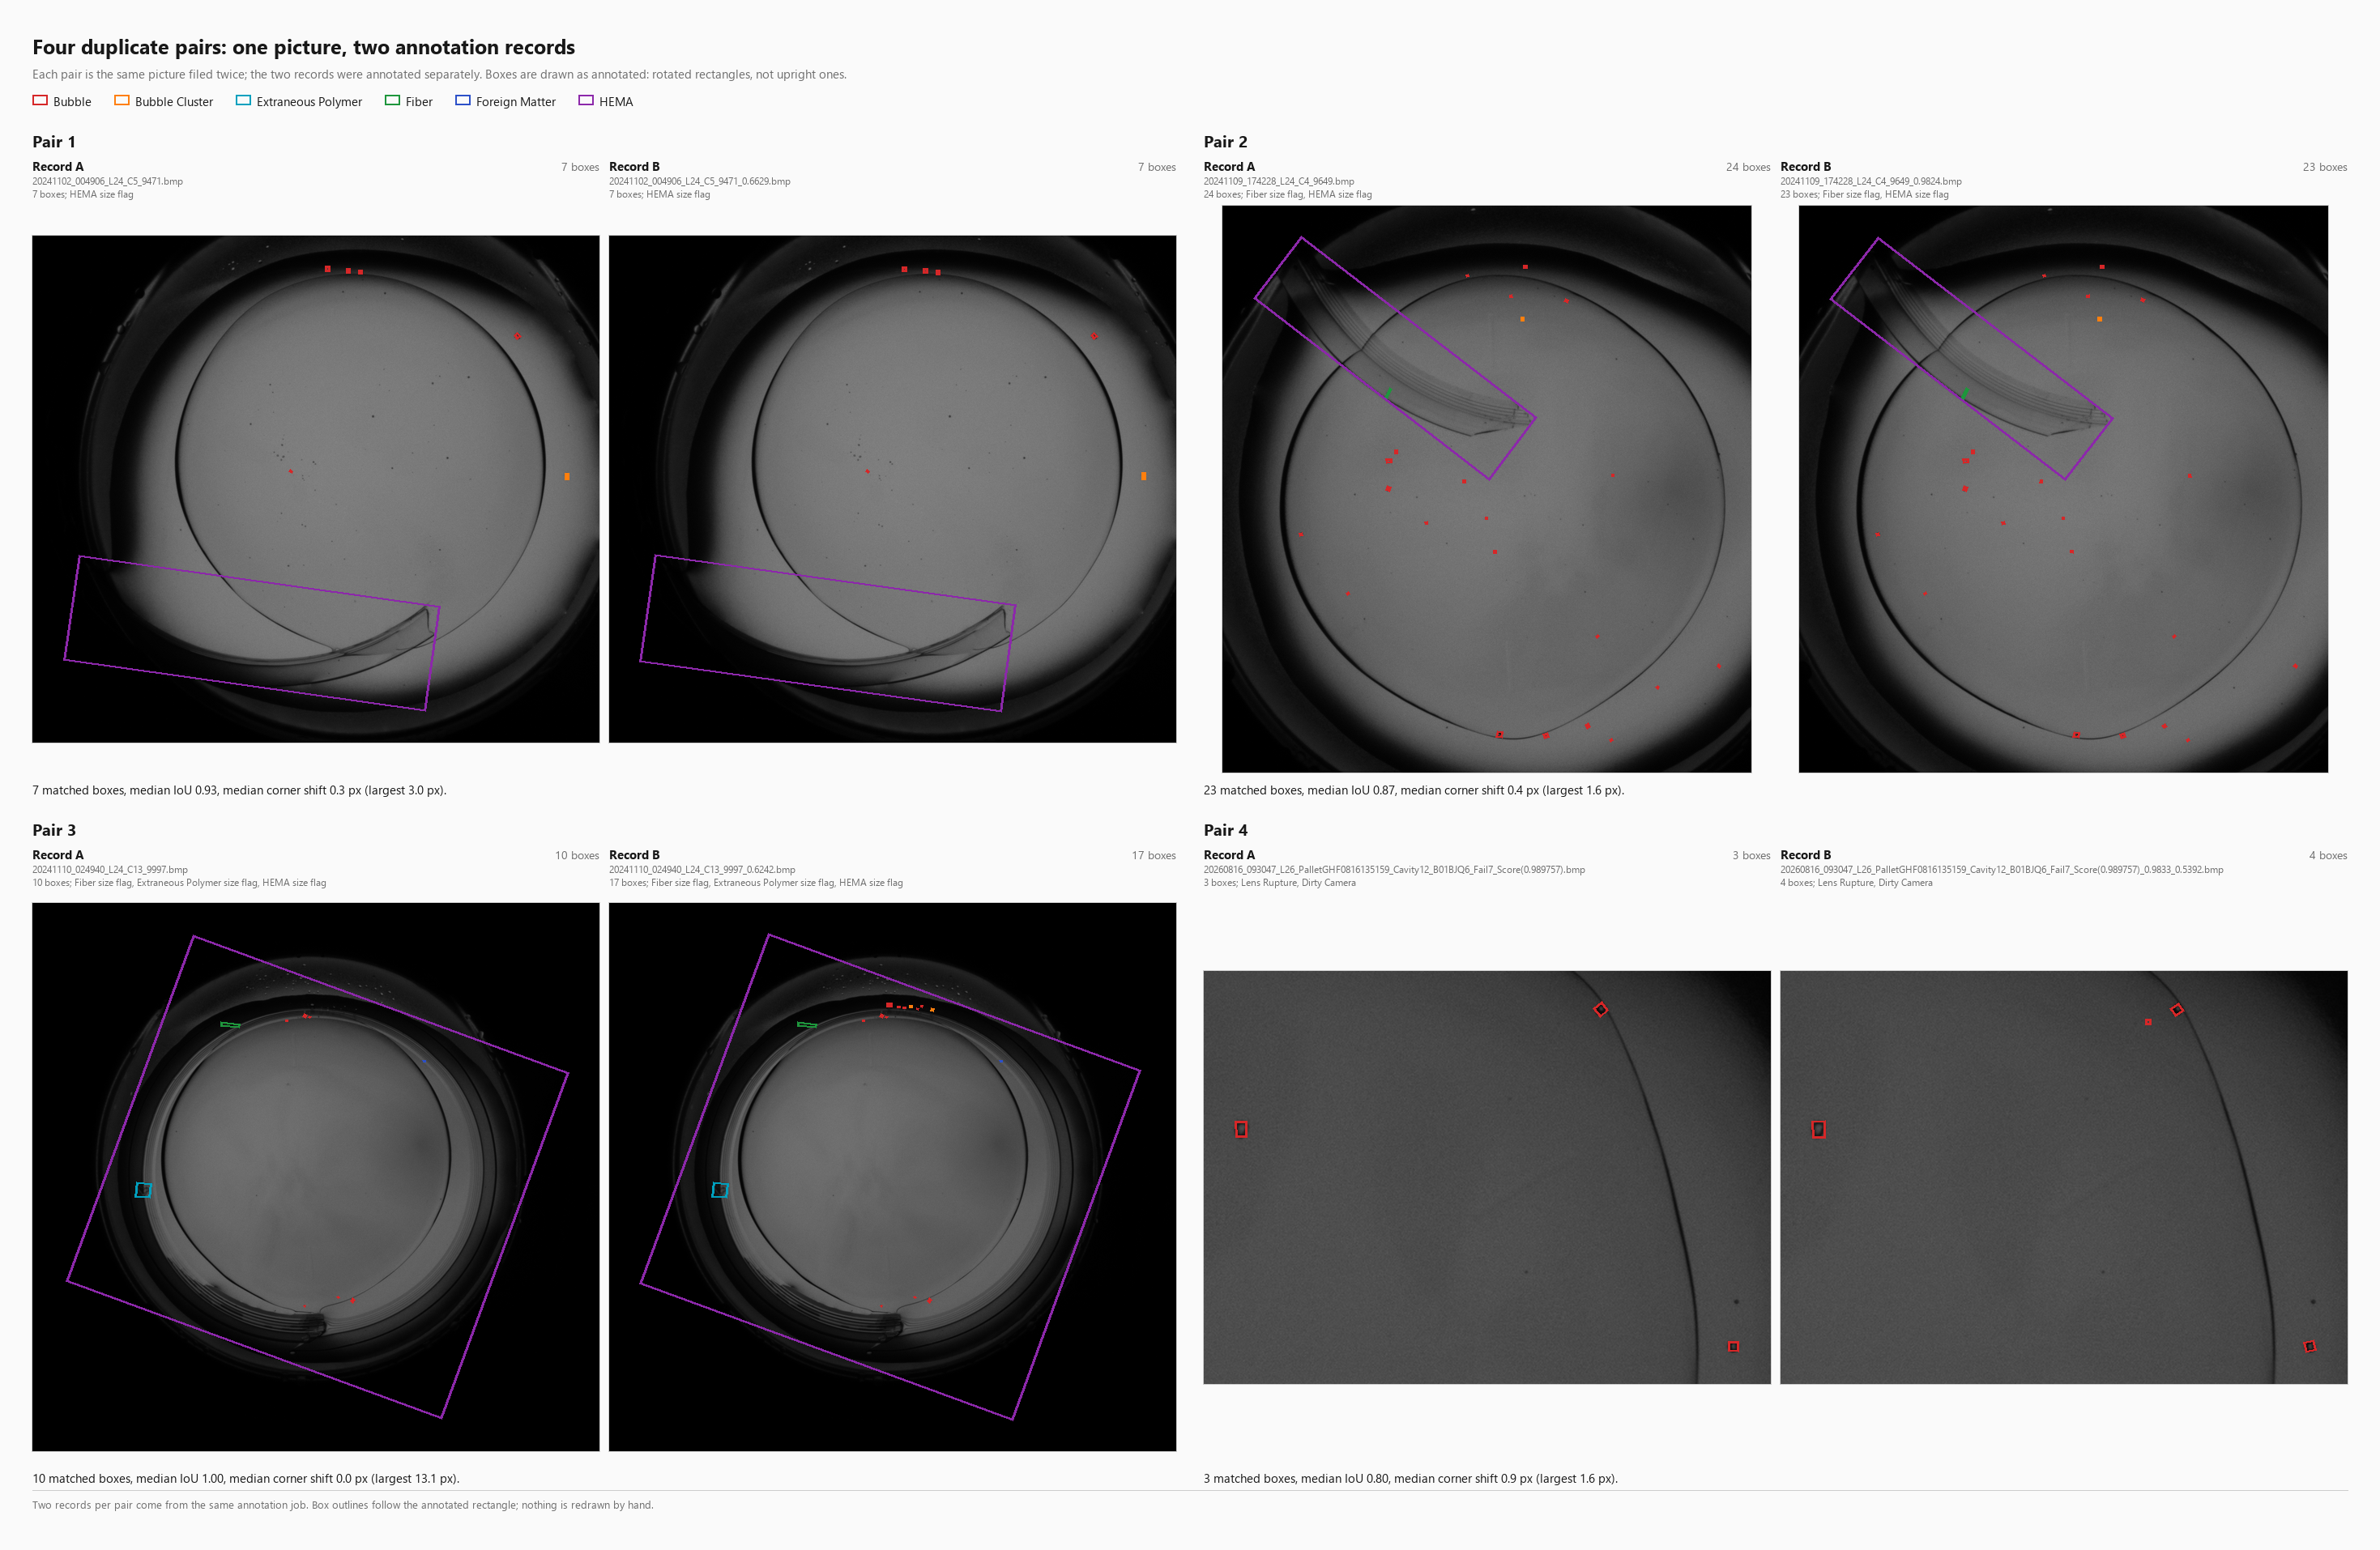 Four duplicate pairs: one picture, two annotation records
Each pair is the same picture filed twice; the two records were annotated separately. Boxes are drawn as annotated: rotated rectangles, not upright ones.
Bubble Bubble Cluster Extraneous Polymer Fiber Foreign Matter HEMA
Pair 1
Record A 7 boxes
20241102_004906_L24_C5_9471.bmp
7 boxes; HEMA size flag
Record B 7 boxes
20241102_004906_L24_C5_9471_0.6629.bmp
7 boxes; HEMA size flag
7 matched boxes, median IoU 0.93, median corner shift 0.3 px (largest 3.0 px).
Pair 2
Record A 24 boxes
20241109_174228_L24_C4_9649.bmp
24 boxes; Fiber size flag, HEMA size flag
Record B 23 boxes
20241109_174228_L24_C4_9649_0.9824.bmp
23 boxes; Fiber size flag, HEMA size flag
23 matched boxes, median IoU 0.87, median corner shift 0.4 px (largest 1.6 px).
Pair 3
Record A 10 boxes
20241110_024940_L24_C13_9997.bmp
10 boxes; Fiber size flag, Extraneous Polymer size flag, HEMA size flag
Record B 17 boxes
20241110_024940_L24_C13_9997_0.6242.bmp
17 boxes; Fiber size flag, Extraneous Polymer size flag, HEMA size flag
10 matched boxes, median IoU 1.00, median corner shift 0.0 px (largest 13.1 px).
Pair 4
Record A 3 boxes
20260816_093047_L26_PalletGHF0816135159_Cavity12_B01BJQ6_Fail7_Score(0.989757).bmp
3 boxes; Lens Rupture, Dirty Camera
Record B 4 boxes
20260816_093047_L26_PalletGHF0816135159_Cavity12_B01BJQ6_Fail7_Score(0.989757)_0.9833_0.5392.bmp
4 boxes; Lens Rupture, Dirty Camera
3 matched boxes, median IoU 0.80, median corner shift 0.9 px (largest 1.6 px).
Two records per pair come from the same annotation job. Box outlines follow the annotated rectangle; nothing is redrawn by hand.